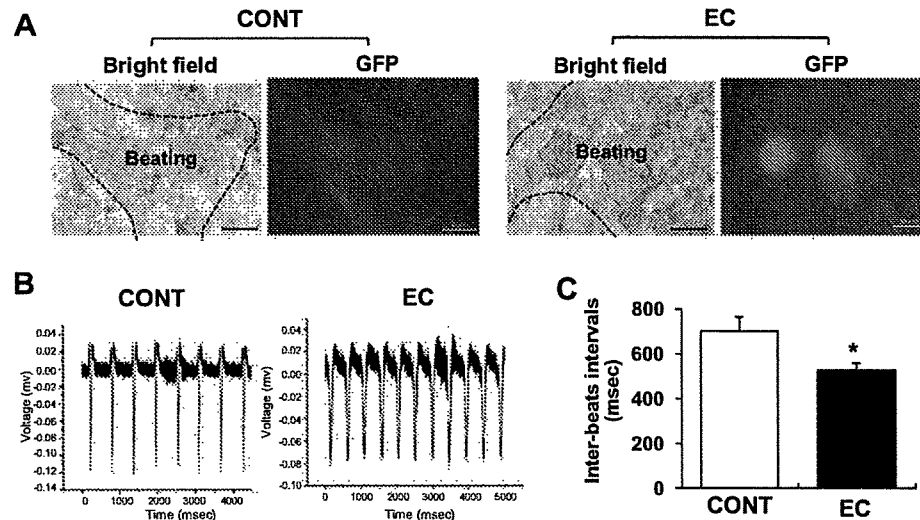 A
CONT
EC
Bright field
GFP
Bright field
GFP
Beating
Beating
B
CONT
EC
Voltage (mv)
0.04
0.02
0.00
-0.02
-0.04
-0.06
-0.08
-0.10
-0.12
-0.14
0 1000 2000 3000 4000
Time (msec)
Voltage (mv)
0.04
0.02
0.00
-0.02
-0.04
-0.06
-0.08
-0.10
0 1000 2000 3000 4000 5000
Time (msec)
C
Inter-beats intervals
(msec)
800
600
400
200
0
*
CONT EC